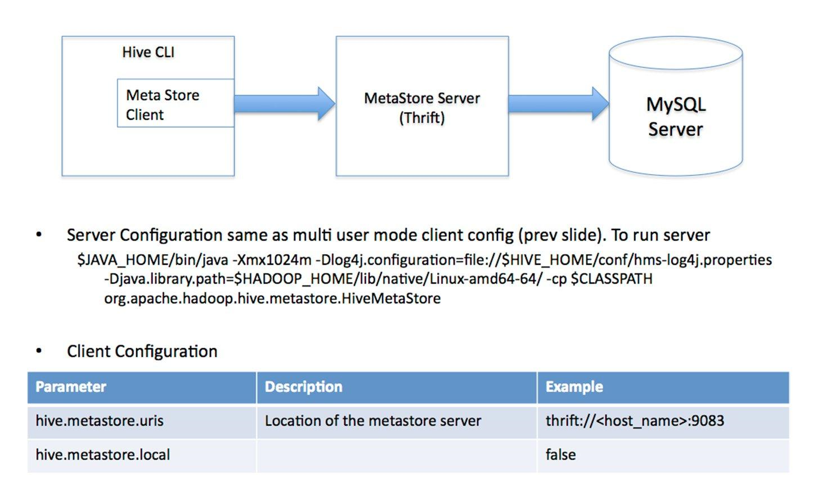 Hive CLI
Meta Store
Client
MetaStore Server
(Thrift)
MySQL
Server
• Server Configuration same as multi user mode client config (prev slide). To run server
$JAVA_HOME/bin/java -Xmx1024m -Dlog4j.configuration=file://$HIVE_HOME/conf/hms-log4j.properties
-Djava.library.path=$HADOOP_HOME/lib/native/Linux-amd64-64/ -cp $CLASSPATH
org.apache.hadoop.hive.metastore.HiveMetaStore
• Client Configuration
Parameter Description Example
hive.metastore.uris Location of the metastore server thrift://<host_name>:9083
hive.metastore.local false